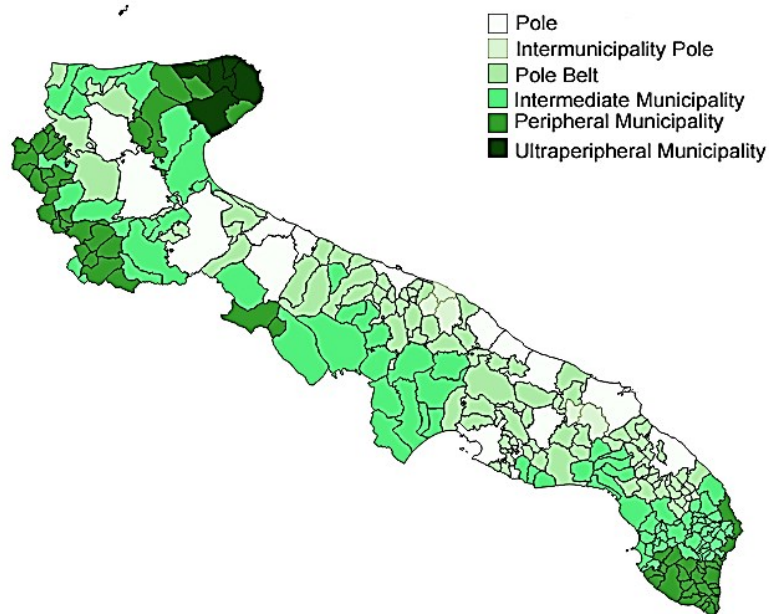 Pole
Intermunicipality Pole
Pole Belt
Intermediate Municipality
Peripheral Municipality
Ultraperipheral Municipality